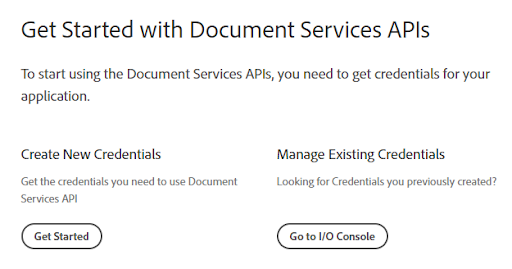 Get Started with Document Services APIs
To start using the Document Services APIs, you need to get credentials for your
application.
Create New Credentials
Get the credentials you need to use Document
Services API
Get Started
Manage Existing Credentials
Looking for Credentials you previously created?
Go to I/O Console